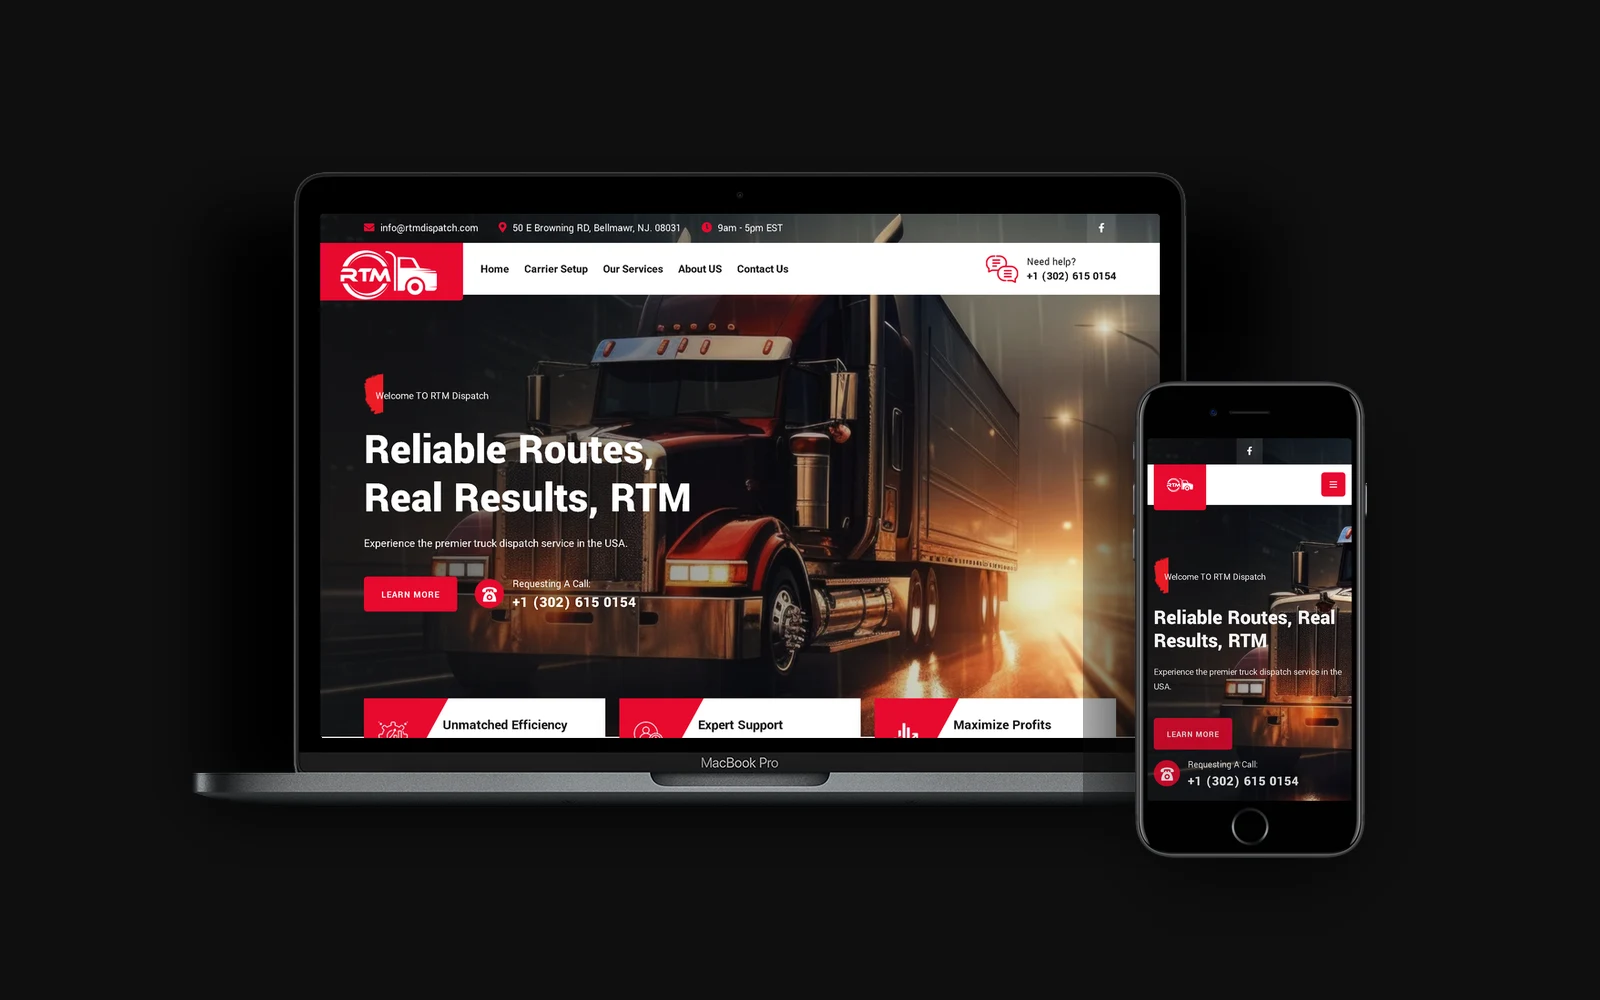 info@rtmdispatch.com 50 E Browning RD, Bellmawr, NJ. 08031 9am - 5pm EST
RTM
Home Carrier Setup Our Services About US Contact Us
Need help?
+1 (302) 615 0154
Welcome TO RTM Dispatch
Reliable Routes,
Real Results, RTM
Experience the premier truck dispatch service in the USA.
LEARN MORE
Requesting A Call:
+1 (302) 615 0154
Unmatched Efficiency
Expert Support
Maximize Profits
MacBook Pro
RTM
Welcome TO RTM Dispatch
Reliable Routes, Real
Results, RTM
Experience the premier truck dispatch service in the
USA.
LEARN MORE
Requesting A Call:
+1 (302) 615 0154